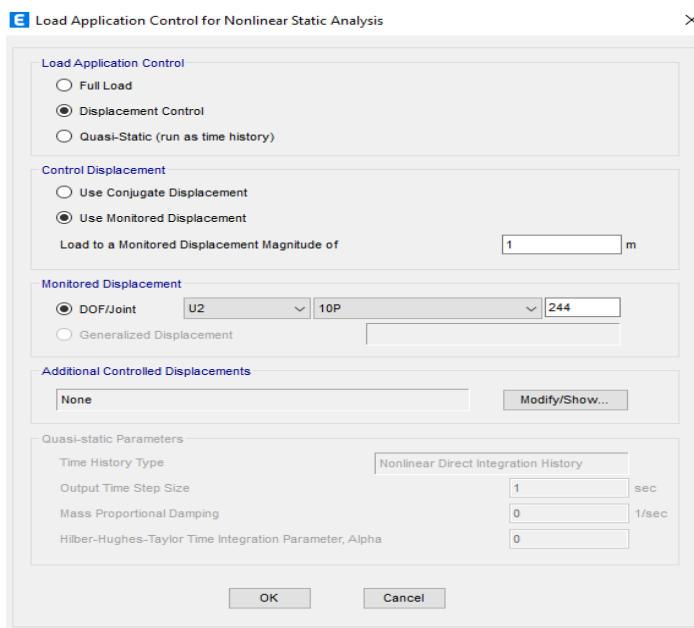 E Load Application Control for Nonlinear Static Analysis
Load Application Control
Full Load
Displacement Control
Quasi-Static (run as time history)
Control Displacement
Use Conjugate Displacement
Use Monitored Displacement
Load to a Monitored Displacement Magnitude of 1 m
Monitored Displacement
DOF/Joint U2 10P 244
Generalized Displacement
Additional Controlled Displacements
None Modify/Show...
Quasi-static Parameters
Time History Type Nonlinear Direct Integration History
Output Time Step Size 1 sec
Mass Proportional Damping 0 1/sec
Hilber-Hughes-Taylor Time Integration Parameter, Alpha 0
OK Cancel